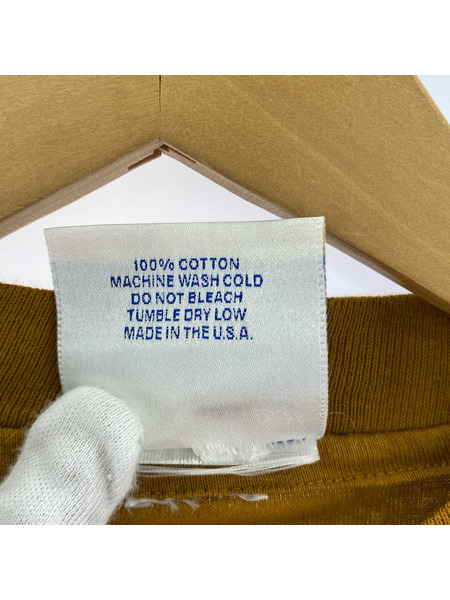 100% COTTON
MACHINE WASH COLD
DO NOT BLEACH
TUMBLE DRY LOW
MADE IN THE U.S.A.